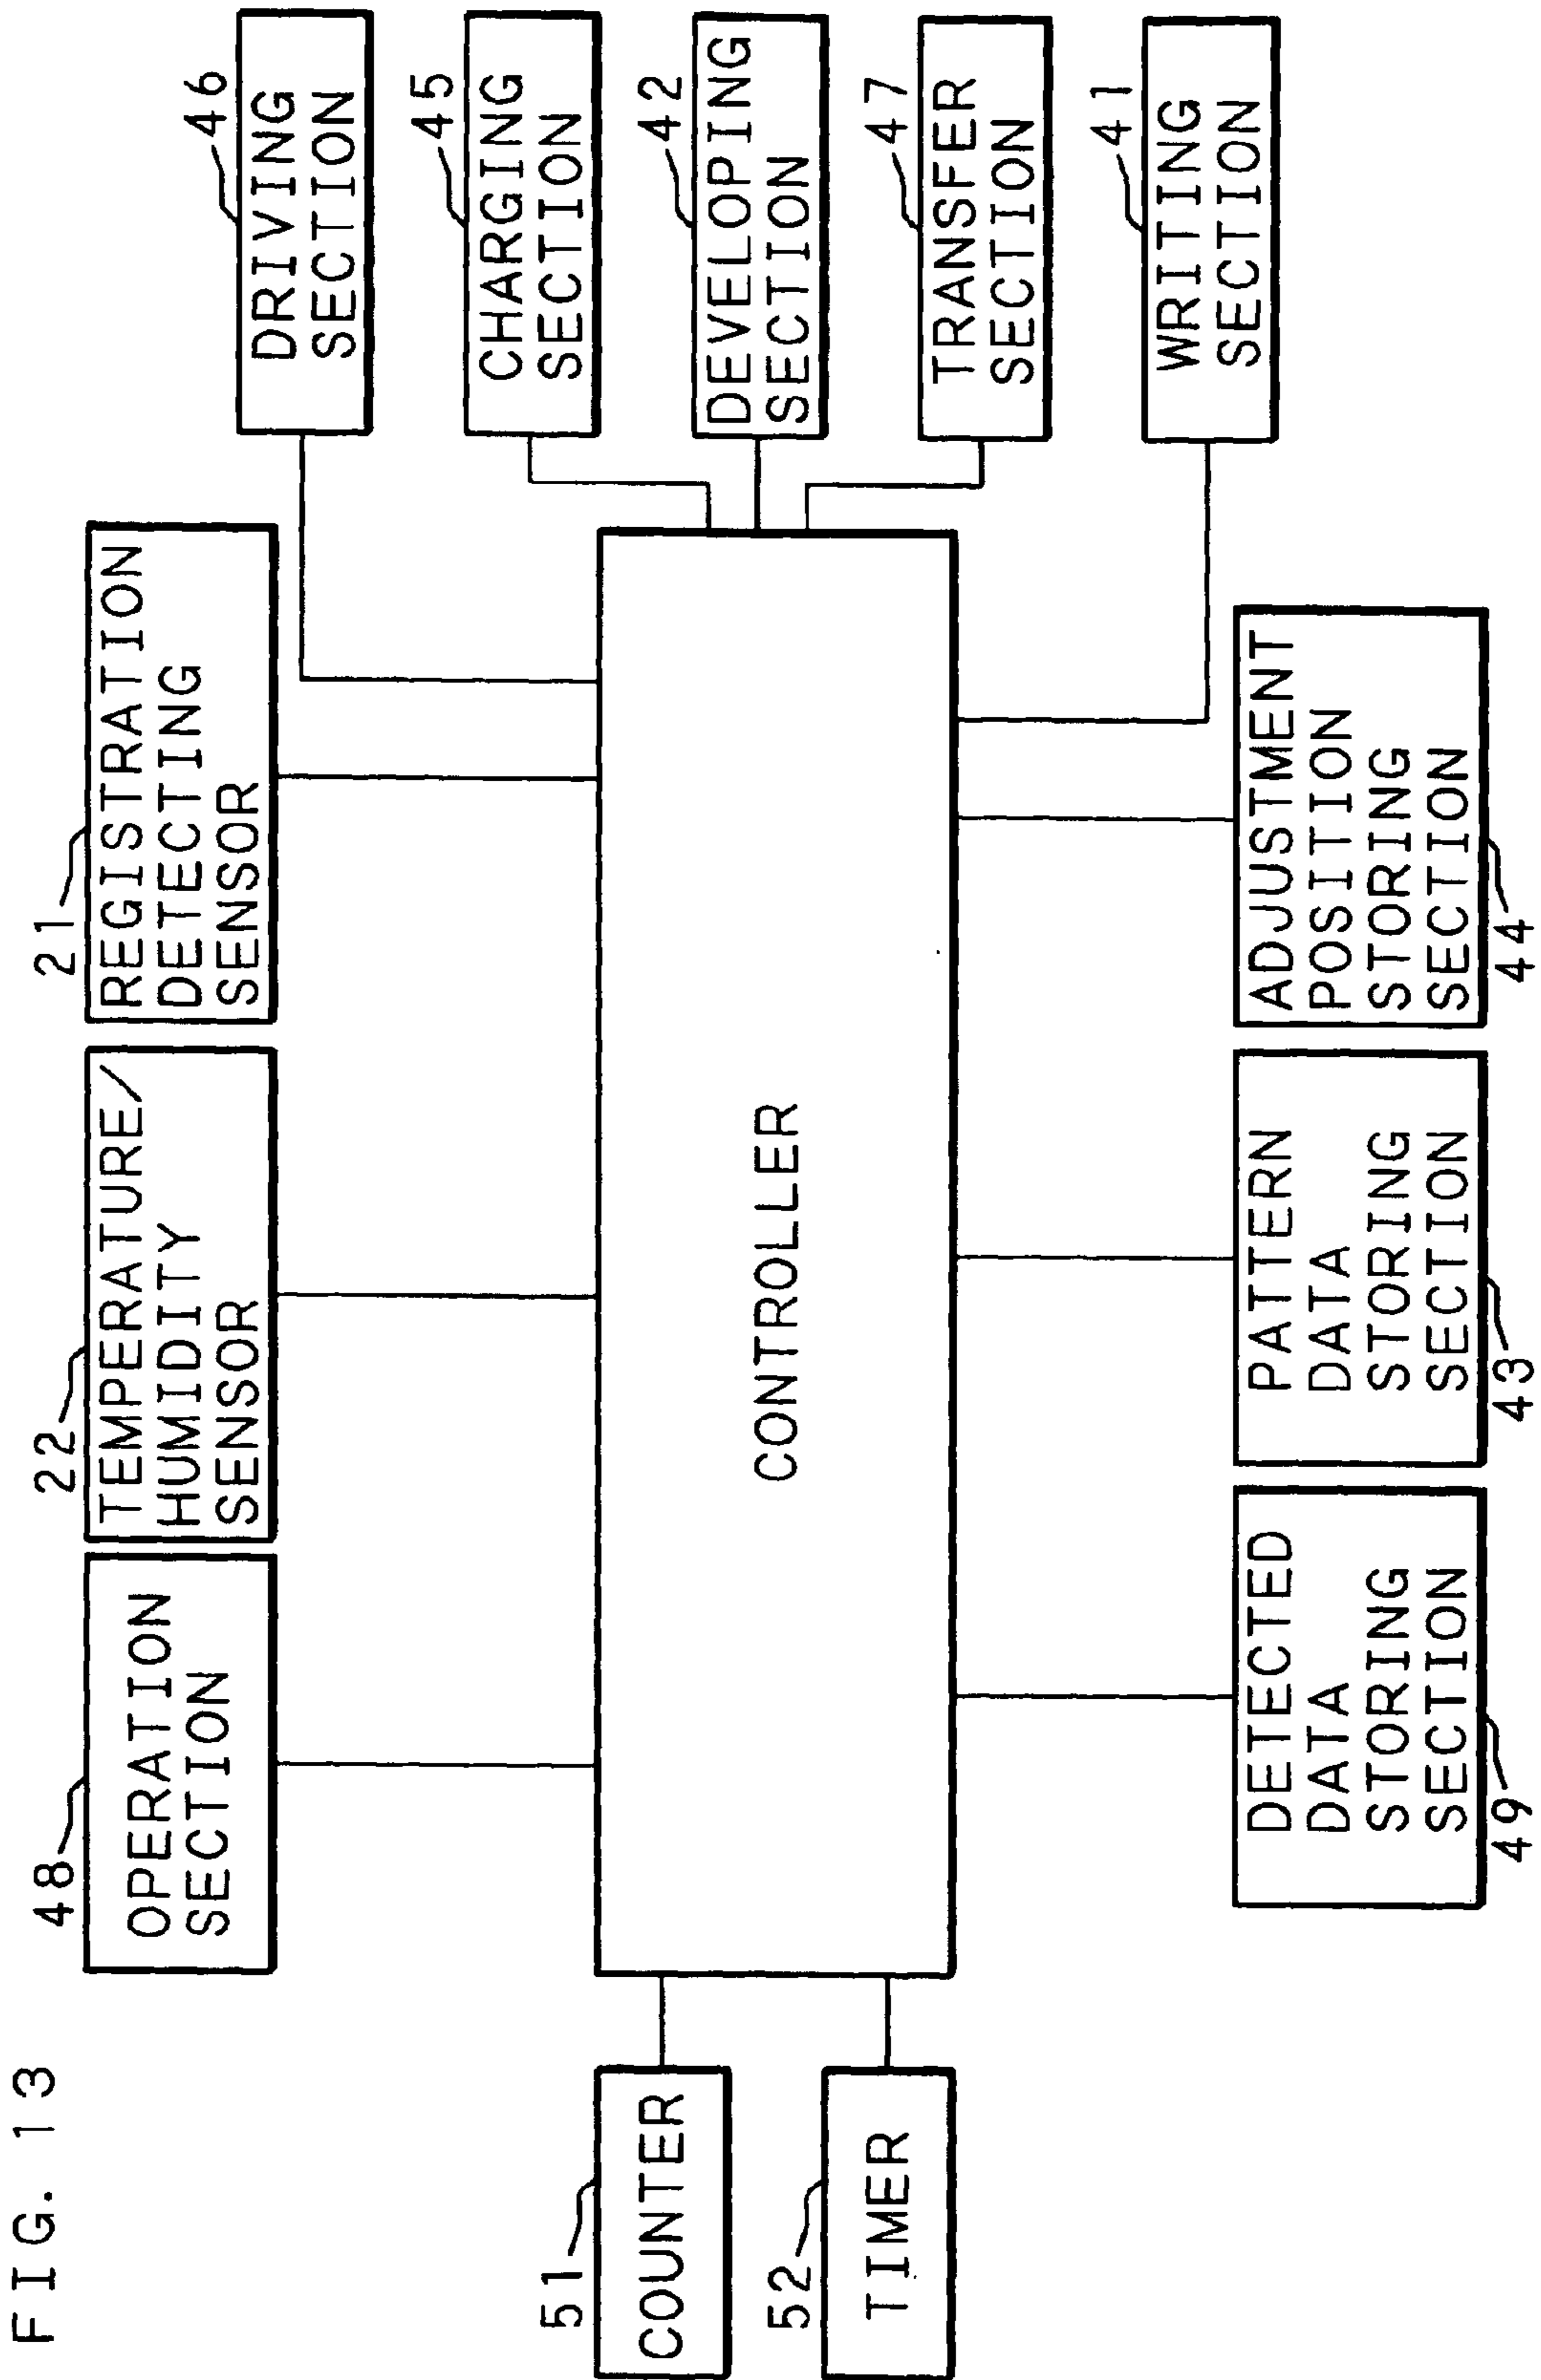 FIG. 13
48
OPERATION
SECTION
22
TEMPERATURE/
HUMIDITY
SENSOR
21
REGISTRATION
DETECTING
SENSOR
46
DRIVING
SECTION
45
CHARGING
SECTION
42
DEVELOPING
SECTION
47
TRANSFER
SECTION
41
WRITING
SECTION
51
COUNTER
52
TIMER
CONTROLLER
DETECTED
DATA
STORING
SECTION
49
PATTERN
DATA
STORING
SECTION
43
ADJUSTMENT
POSITION
STORING
SECTION
44